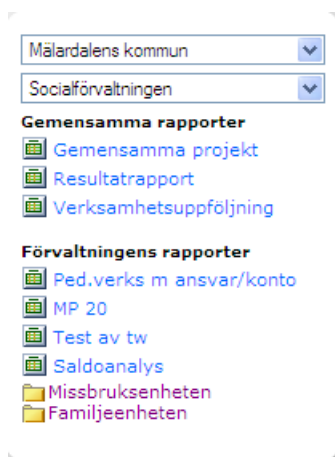 Mälardalens kommun
Socialförvaltningen
Gemensamma rapporter
Gemensamma projekt
Resultatrapport
Verksamhetsuppföljning
Förvaltningens rapporter
Ped.verks m ansvar/konto
MP 20
Test av tw
Saldoanalys
Missbruksenheten
Familjeenheten